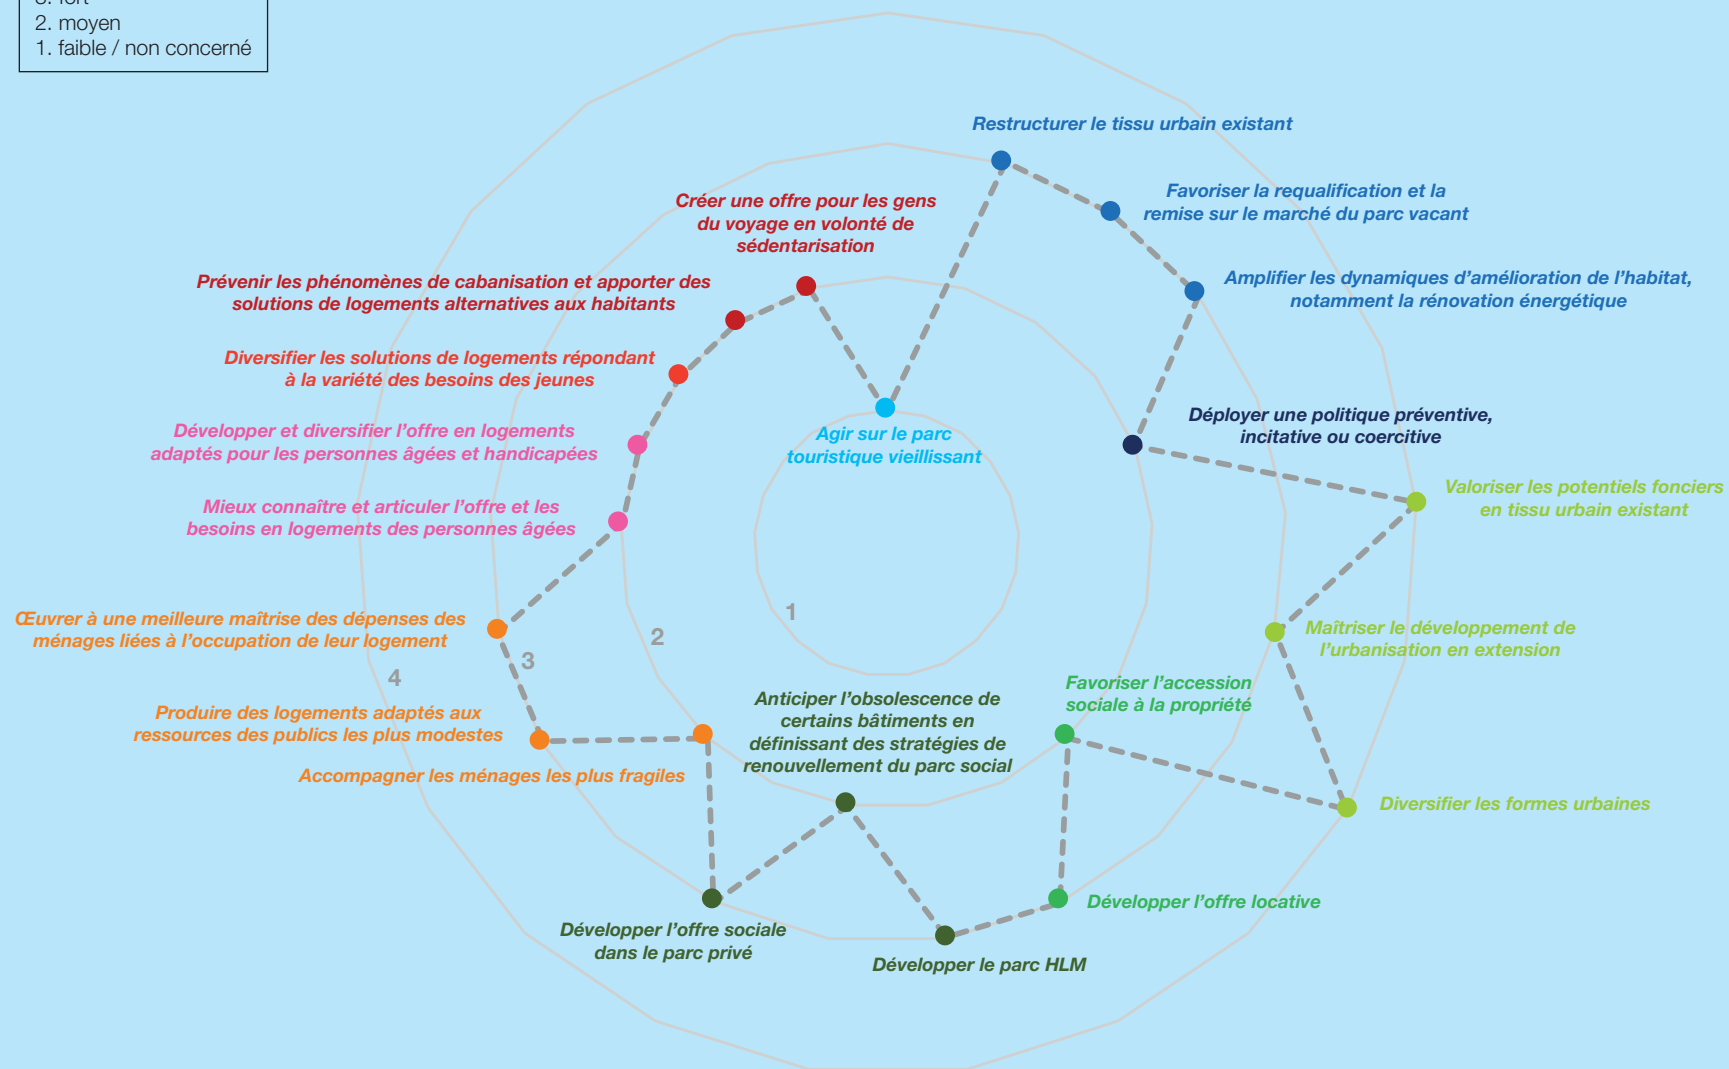 2. moyen
1. faible / non concerné
Restructurer le tissu urbain existant
Favoriser la requalification et la
remise sur le marché du parc vacant
Amplifier les dynamiques d’amélioration de l’habitat,
notamment la rénovation énergétique
Déployer une politique préventive,
incitative ou coercitive
Valoriser les potentiels fonciers
en tissu urbain existant
Maîtriser le développement de
l’urbanisation en extension
Diversifier les formes urbaines
Favoriser l’accession
sociale à la propriété
Développer l’offre locative
Développer le parc HLM
Anticiper l’obsolescence de
certains bâtiments en
définissant des stratégies de
renouvellement du parc social
Développer l’offre sociale
dans le parc privé
Accompagner les ménages les plus fragiles
Produire des logements adaptés aux
ressources des publics les plus modestes
Œuvrer à une meilleure maîtrise des dépenses des
ménages liées à l’occupation de leur logement
Mieux connaître et articuler l’offre et les
besoins en logements des personnes âgées
Développer et diversifier l’offre en logements
adaptés pour les personnes âgées et handicapées
Diversifier les solutions de logements répondant
à la variété des besoins des jeunes
Prévenir les phénomènes de cabanisation et apporter des
solutions de logements alternatives aux habitants
Créer une offre pour les gens
du voyage en volonté de
sédentarisation
Agir sur le parc
touristique vieillissant
1
2
3
4